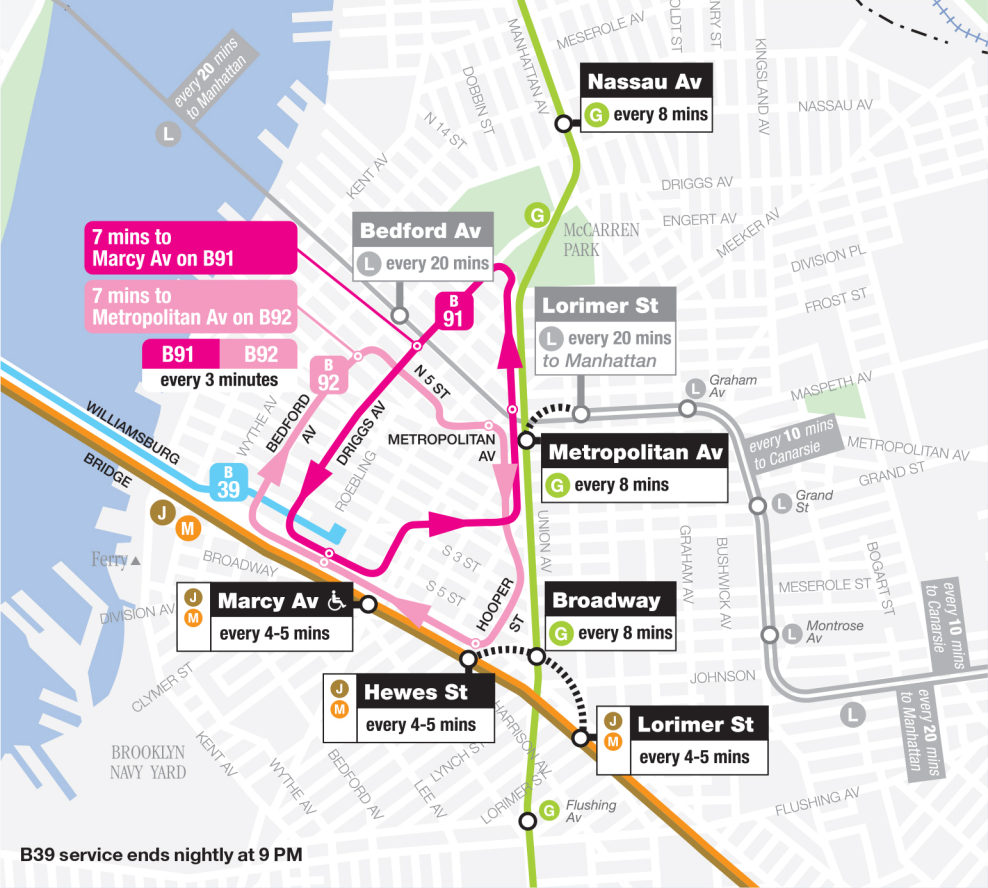 MANHATTAN AV
MESEROLE AV
OLDT ST
NRY ST
KINGSLAND AV
every 20 mins
to Manhattan
L
DOBBIN ST
Nassau Av
G every 8 mins
NASSAU AV
N 14 ST
KENT AV
DRIGGS AV
G
McCARREN
PARK
ENGERT AV
MEEKER AV
7 mins to
Marcy Av on B91
Bedford Av
L every 20 mins
DIVISION PL
7 mins to
Metropolitan Av on B92
B
91
Lorimer St
L every 20 mins
to Manhattan
FROST ST
B91 B92
every 3 minutes
B
92
N 5 ST
L
Graham
Av
MASPETH AV
WILLIAMSBURG
BRIDGE
WYTHE AV
BEDFORD
AV
DRIGGS AV
METROPOLITAN
AV
Metropolitan Av
G every 8 mins
every 10 mins
to Canarsie
METROPOLITAN AV
GRAND ST
B
39
ROEBLING
L
Grand
St
J
M
Ferry
BROADWAY
S 3 ST
S 5 ST
UNION AV
GRAHAM AV
BUSHWICK AV
BOGART ST
MESEROLE ST
DIVISION AV
J
M
Marcy Av
every 4-5 mins
HOOPER
ST
Broadway
G every 8 mins
L
Montrose
Av
every 10 mins
to Canarsie
CLYMER ST
JOHNSON
J
M
Hewes St
every 4-5 mins
HARRISON AV
J
M
Lorimer St
every 4-5 mins
L
every 20 mins
to Manhattan
BROOKLYN
NAVY YARD
KENT AV
WYTHE AV
BEDFORD AV
LEE AV
LYNCH ST
LORIMER ST
G
Flushing
Av
FLUSHING AV
B39 service ends nightly at 9 PM